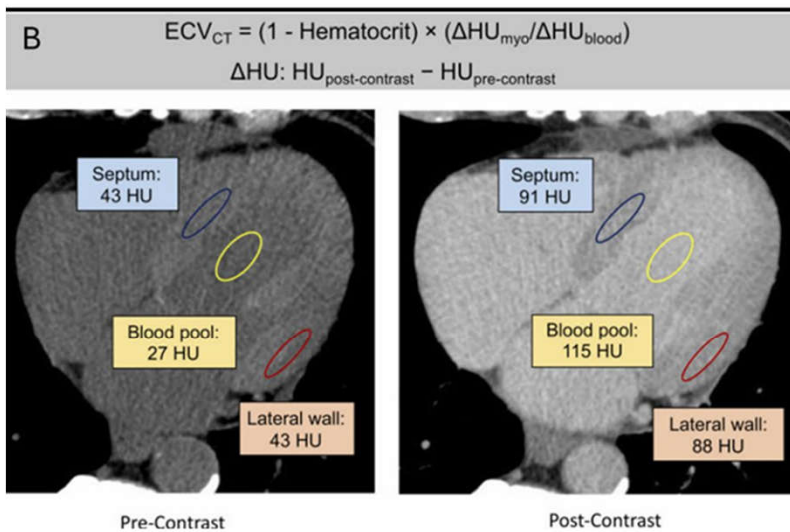 B
ECV_CT = (1 - Hematocrit) × (ΔHU_myo/ΔHU_blood)
ΔHU: HU_post-contrast − HU_pre-contrast
Septum:
43 HU
Blood pool:
27 HU
Lateral wall:
43 HU
Pre-Contrast
Septum:
91 HU
Blood pool:
115 HU
Lateral wall:
88 HU
Post-Contrast